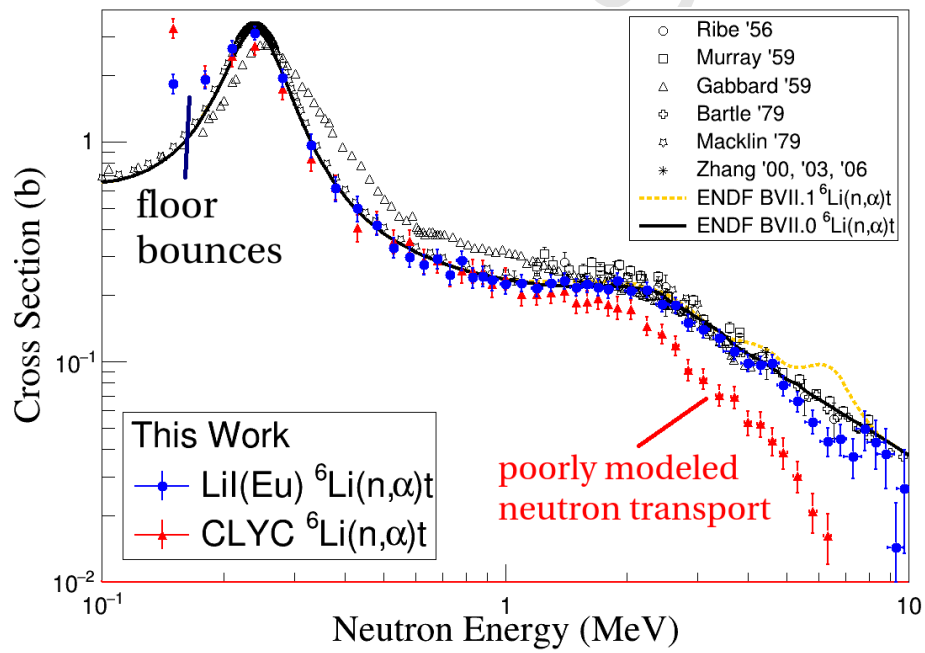 Ribe '56
Murray '59
Gabbard '59
Bartle '79
Macklin '79
Zhang '00, '03, '06
ENDF BVII.1 ⁶Li(n,α)t
ENDF BVII.0 ⁶Li(n,α)t
1
10⁻¹
10⁻²
Cross Section (b)
floor
bounces
This Work
LiI(Eu) ⁶Li(n,α)t
CLYC ⁶Li(n,α)t
poorly modeled
neutron transport
10⁻¹
1
10
Neutron Energy (MeV)